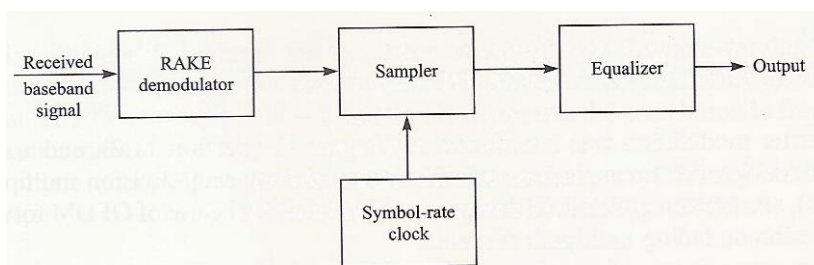 Received
baseband
signal
RAKE
demodulator
Sampler
Equalizer
Output
Symbol-rate
clock